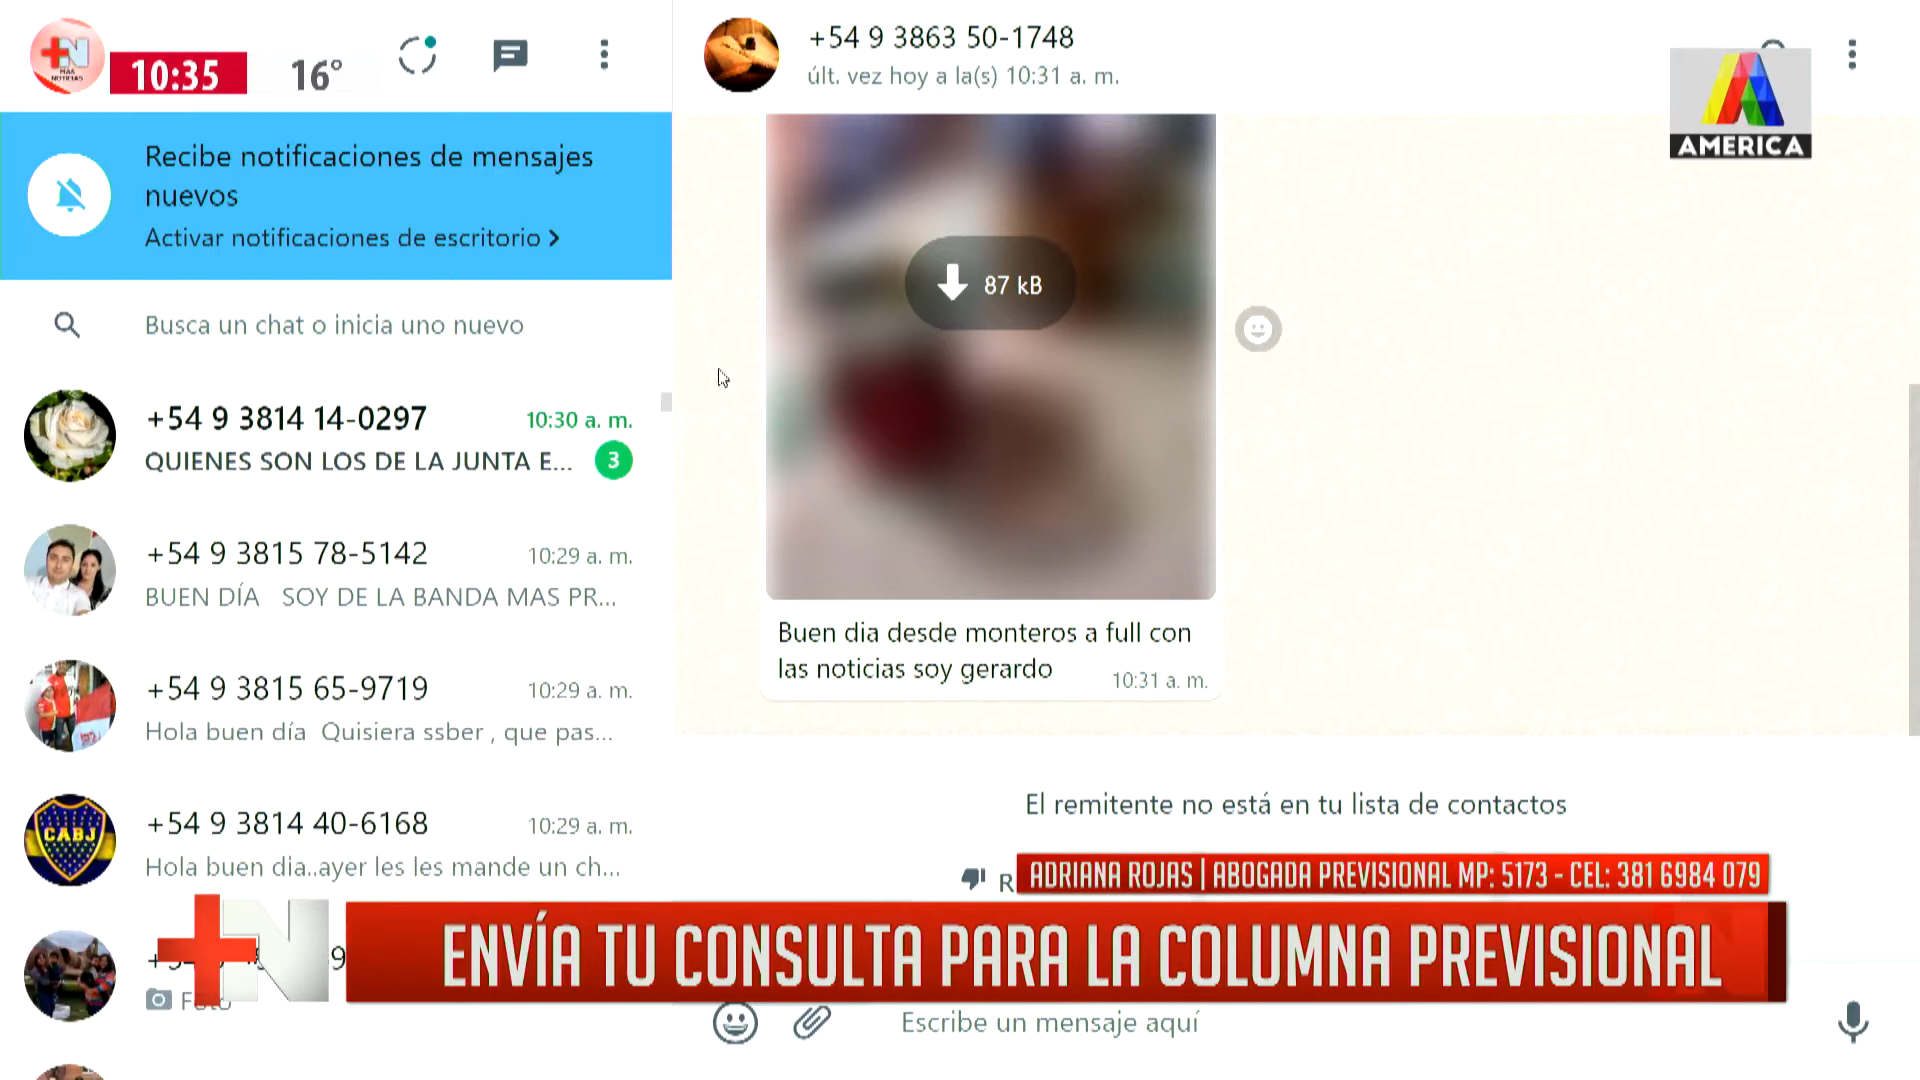 MÁS
NOTICIAS
10:35
16°
Recibe notificaciones de mensajes
nuevos
Activar notificaciones de escritorio
Busca un chat o inicia uno nuevo
+54 9 3814 14-0297
10:30 a. m.
QUIENES SON LOS DE LA JUNTA E...
3
+54 9 3815 78-5142
10:29 a. m.
BUEN DÍA SOY DE LA BANDA MAS PR...
+54 9 3815 65-9719
10:29 a. m.
Hola buen día Quisiera ssber , que pas...
CABJ
+54 9 3814 40-6168
10:29 a. m.
Hola buen dia..ayer les les mande un ch...
Foto
+54 9 3863 50-1748
últ. vez hoy a la(s) 10:31 a. m.
AMERICA
87 kB
Buen dia desde monteros a full con
las noticias soy gerardo
10:31 a. m.
El remitente no está en tu lista de contactos
ADRIANA ROJAS | ABOGADA PREVISIONAL MP: 5173 - CEL: 381 6984 079
+N
ENVÍA TU CONSULTA PARA LA COLUMNA PREVISIONAL
Escribe un mensaje aquí